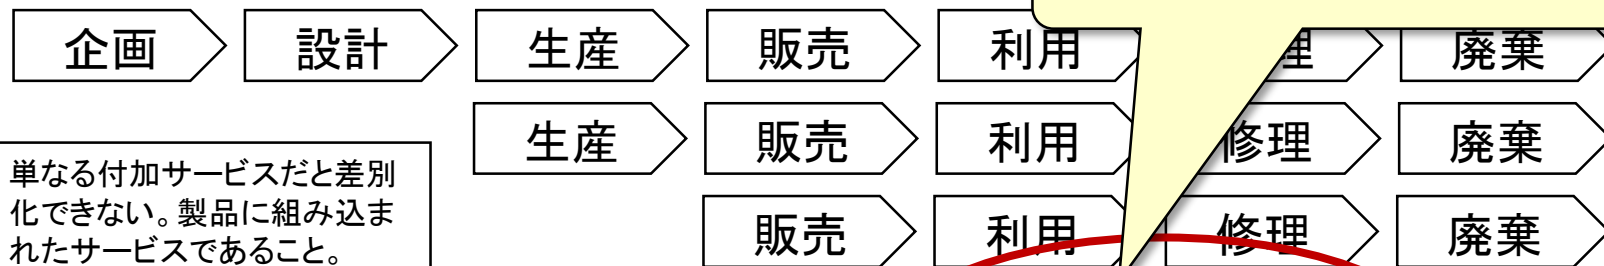 企画 設計 生産 販売 利用 理 廃棄
生産 販売 利用 修理 廃棄
単なる付加サービスだと差別
化できない。製品に組み込ま
れたサービスであること。
販売 利用 修理 廃棄